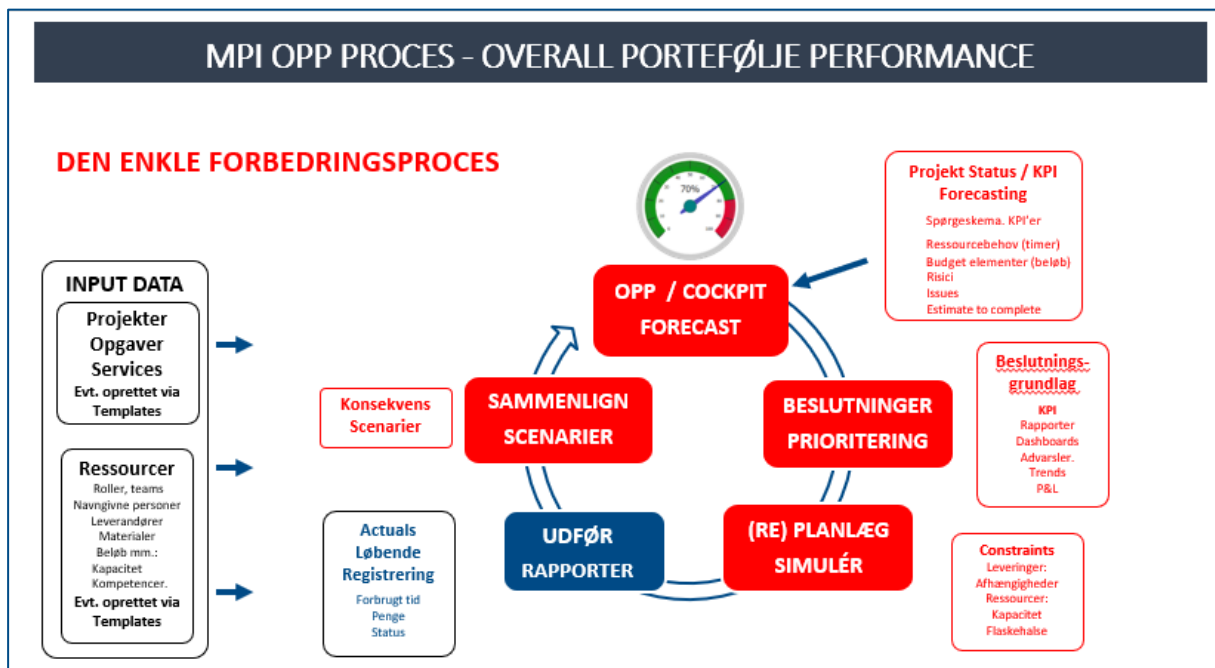 MPI OPP PROCES - OVERALL PORTEFØLJE PERFORMANCE
DEN ENKLE FORBEDRINGSPROCES
INPUT DATA
Projekter
Opgaver
Services
Evt. oprettet via
Templates
Ressourcer
Roller, teams
Navngivne personer
Leverandører
Materialer
Beløb mm.:
Kapacitet
Kompetencer.
Evt. oprettet via
Templates
70%
OPP / COCKPIT
FORECAST
Projekt Status / KPI
Forecasting
Spørgeskema. KPI'er
Ressourcebehov (timer)
Budget elementer (beløb)
Risici
Issues
Estimate to complete
Konsekvens
Scenarier
SAMMENLIGN
SCENARIER
BESLUTNINGER
PRIORITERING
Beslutnings-
grundlag
KPI
Rapporter
Dashboards
Advarsler.
Trends
P&L
Actuals
Løbende
Registrering
Forbrugt tid
Penge
Status
UDFØR
RAPPORTER
(RE) PLANLÆG
SIMULÉR
Constraints
Leveringer:
Afhængigheder
Ressourcer:
Kapacitet
Flaskehalse